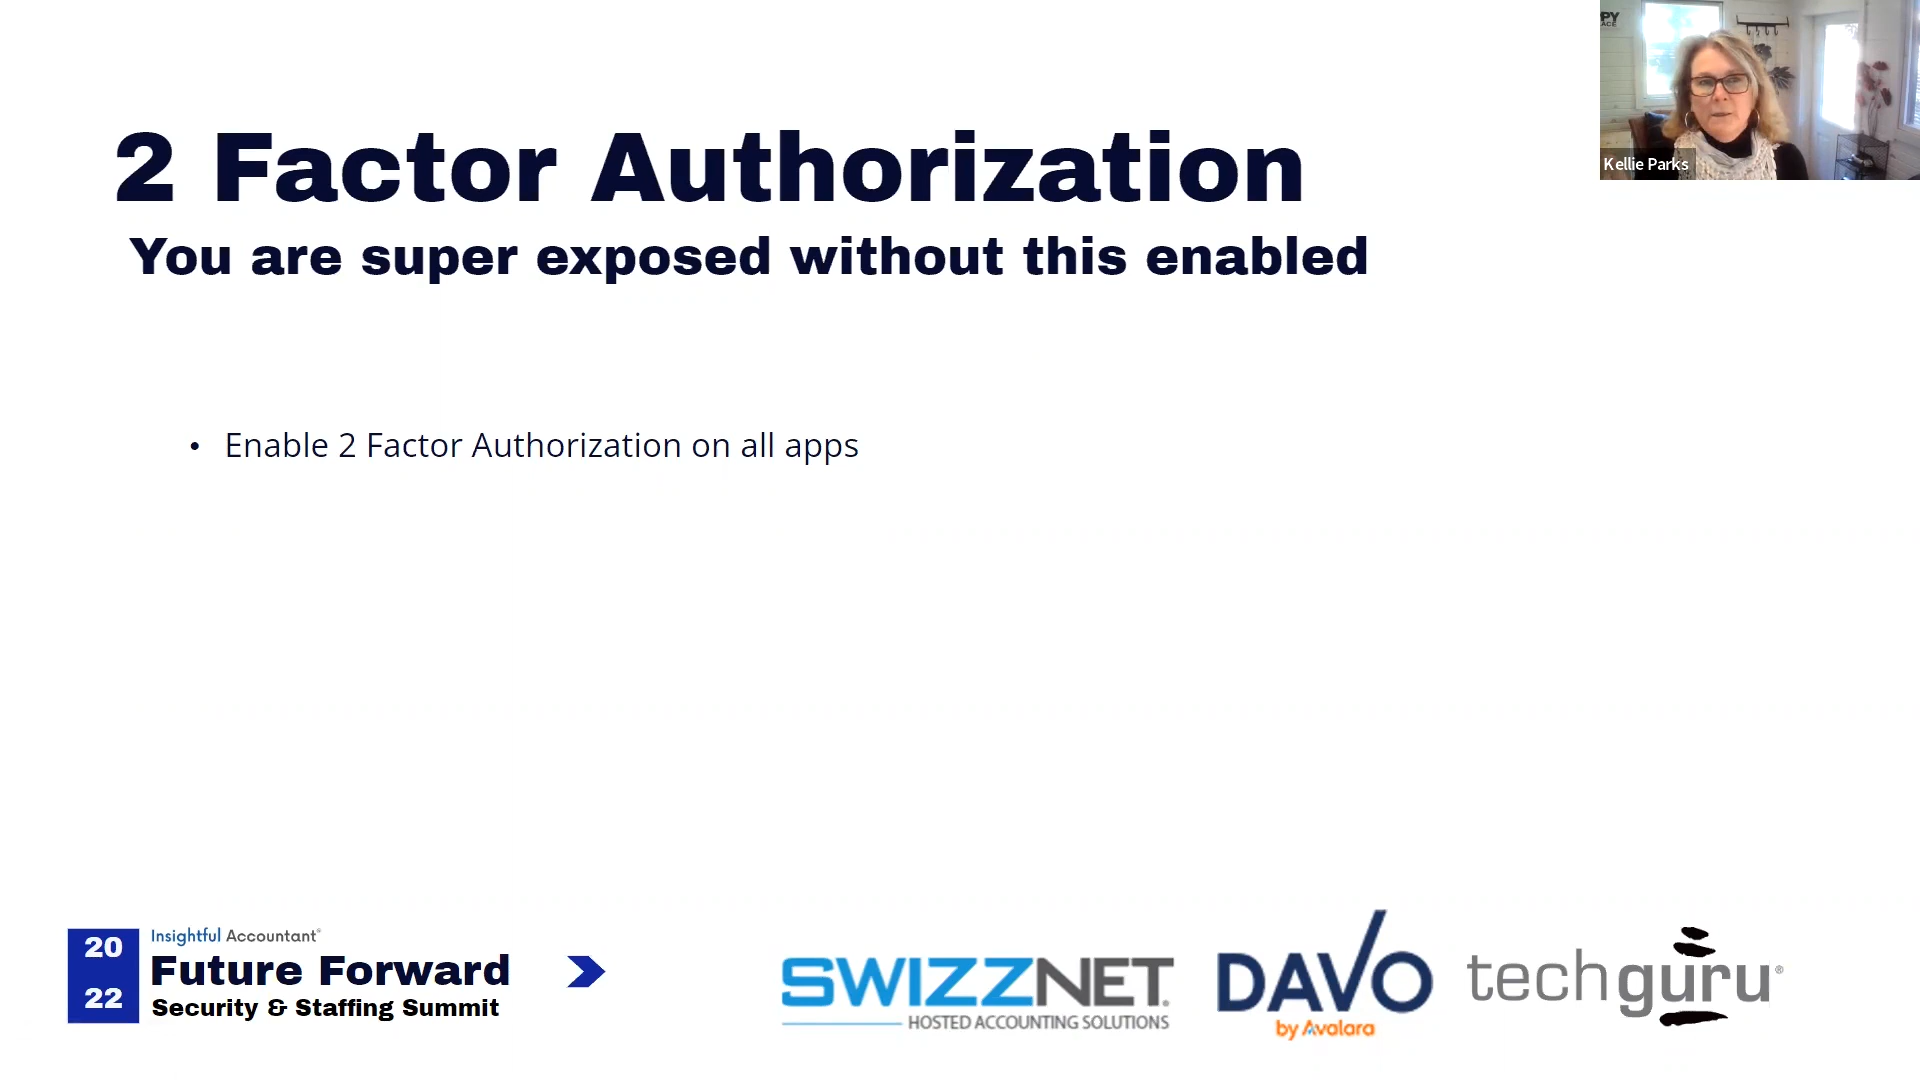 2 Factor Authorization
You are super exposed without this enabled
• Enable 2 Factor Authorization on all apps
Kellie Parks
20
22
Insightful Accountant®
Future Forward
Security & Staffing Summit
SWIZZNET®
HOSTED ACCOUNTING SOLUTIONS
DAVO
by Avalara
techguru®